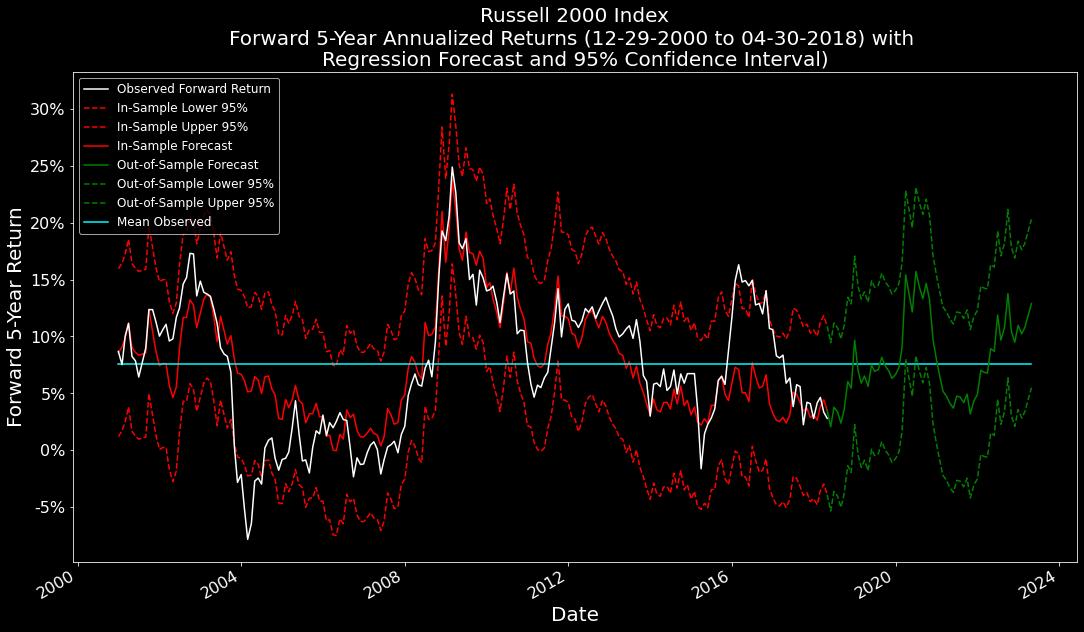 Russell 2000 Index
Forward 5-Year Annualized Returns (12-29-2000 to 04-30-2018) with
Regression Forecast and 95% Confidence Interval)
Observed Forward Return
In-Sample Lower 95%
In-Sample Upper 95%
In-Sample Forecast
Out-of-Sample Forecast
Out-of-Sample Lower 95%
Out-of-Sample Upper 95%
Mean Observed
Forward 5-Year Return
30%
25%
20%
15%
10%
5%
0%
-5%
2000
2004
2008
2012
2016
2020
2024
Date